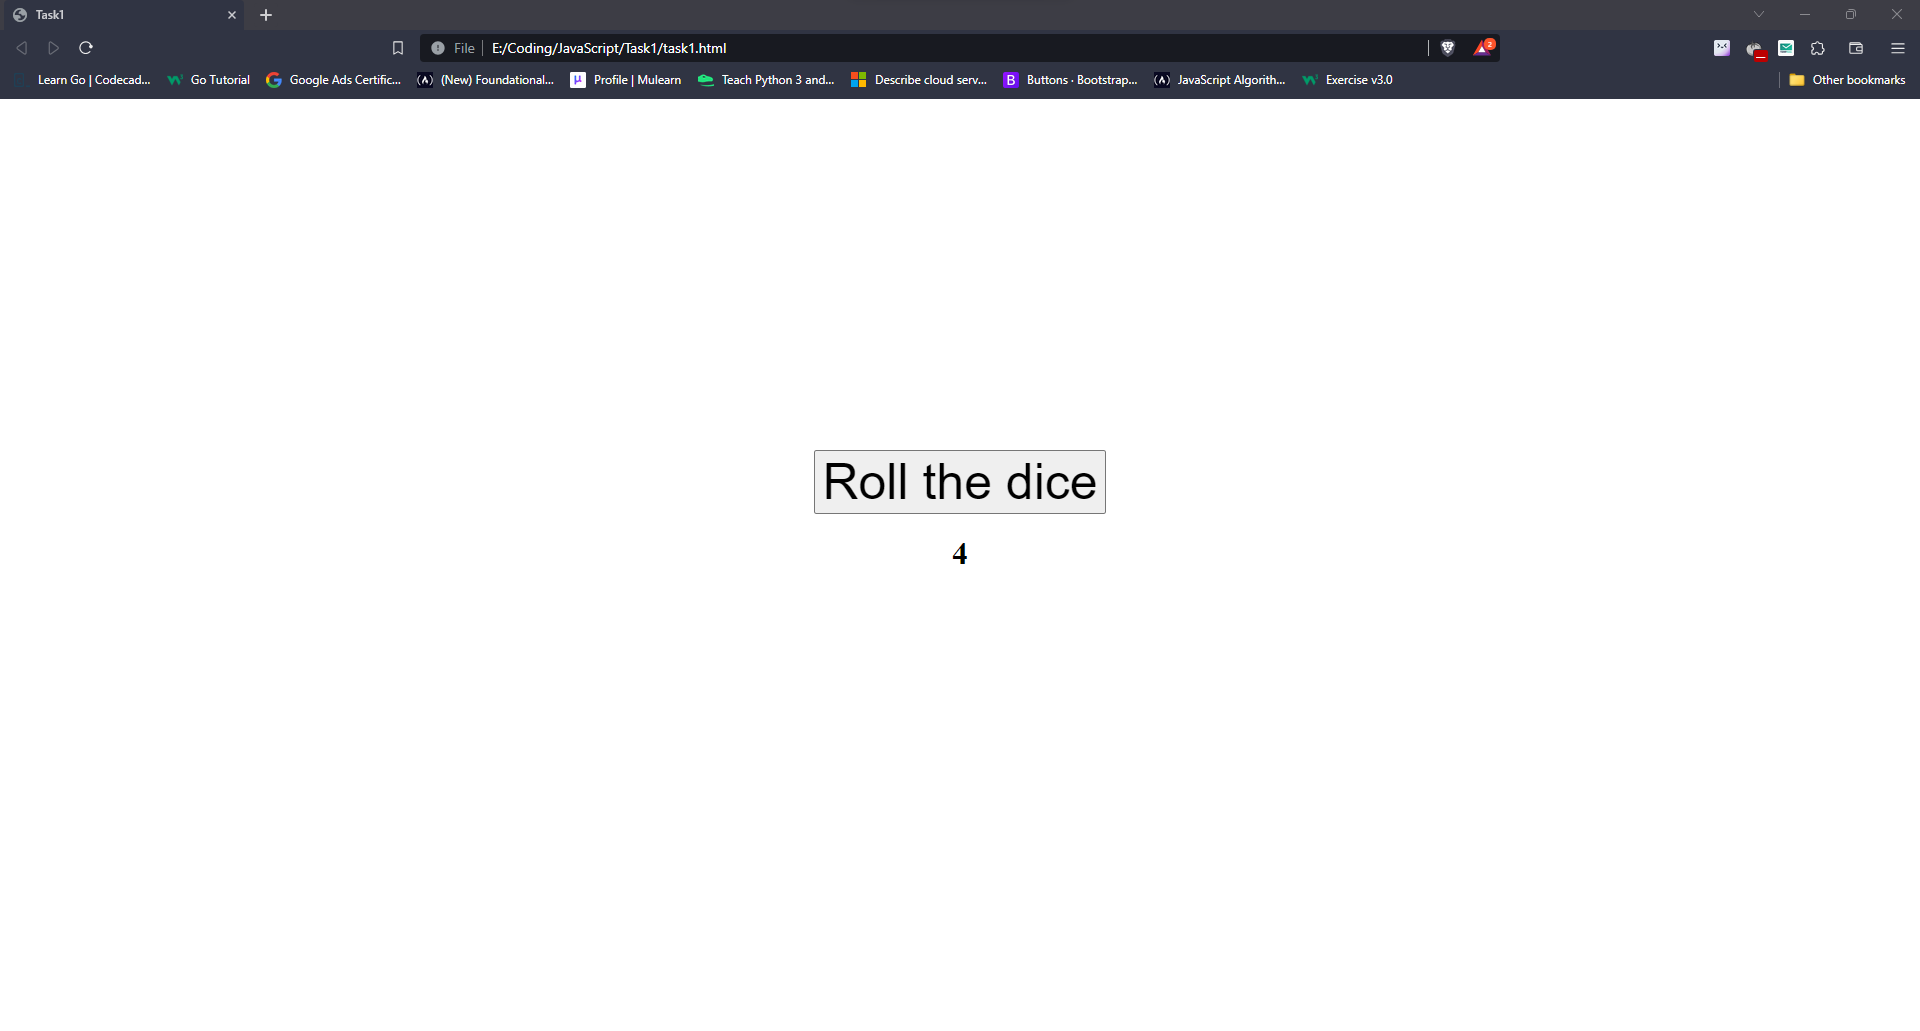 Task1
File E:/Coding/JavaScript/Task1/task1.html 2
Learn Go | Codecad... Go Tutorial Google Ads Certific... (New) Foundational... Profile | Mulearn Teach Python 3 and... Describe cloud serv... B Buttons · Bootstrap... JavaScript Algorith... Exercise v3.0 Other bookmarks
Roll the dice
4